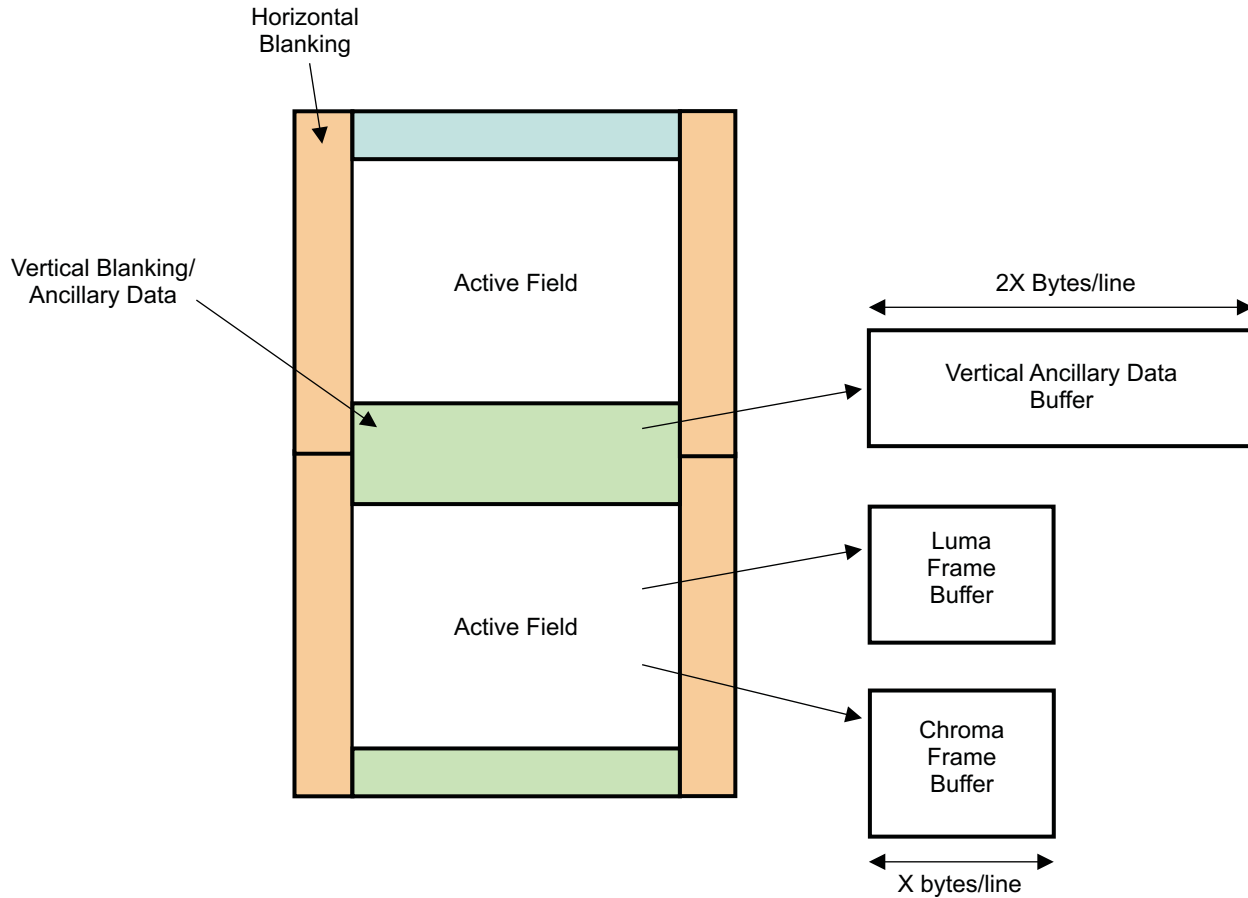 Horizontal
Blanking
Vertical Blanking/
Ancillary Data
Active Field
2X Bytes/line
Vertical Ancillary Data
Buffer
Luma
Frame
Buffer
Active Field
Chroma
Frame
Buffer
X bytes/line